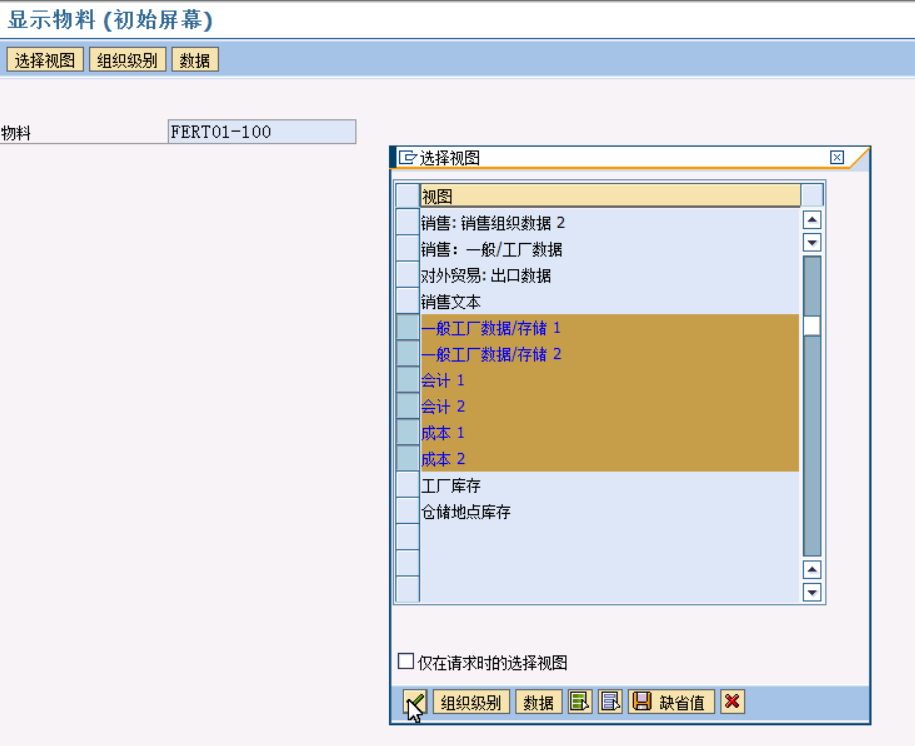 显示物料 (初始屏幕)
选择视图 组织级别 数据
物料 FERT01-100
选择视图
视图
销售: 销售组织数据 2
销售: 一般/工厂数据
对外贸易: 出口数据
销售文本
一般工厂数据/存储 1
一般工厂数据/存储 2
会计 1
会计 2
成本 1
成本 2
工厂库存
仓储地点库存
仅在请求时的选择视图
组织级别 数据 缺省值